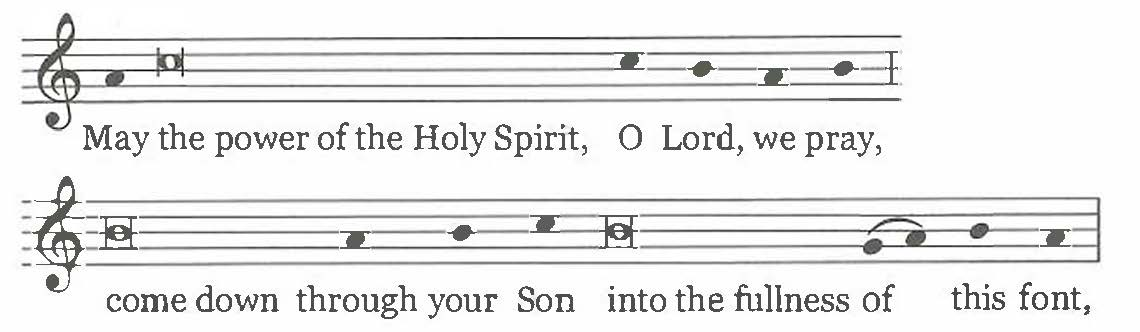 May the power of the Holy Spirit, O Lord, we pray,
come down through your Son into the fullness of this font,